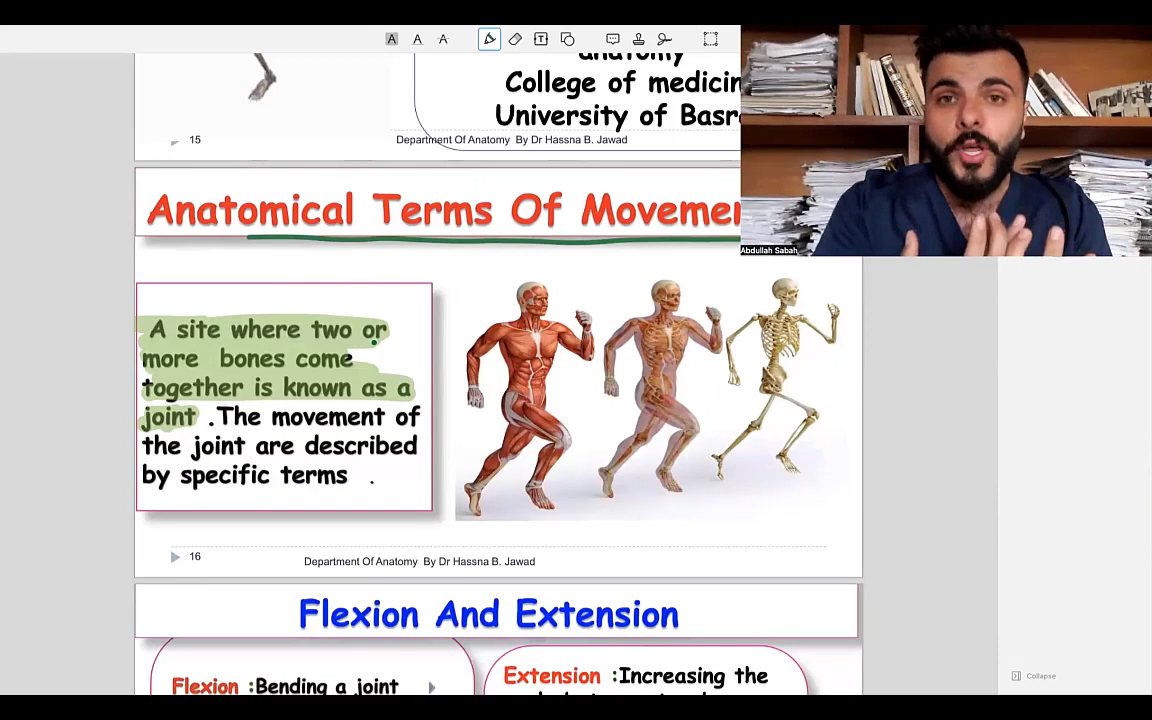 anatomy
College of medicin
University of Basr
15
Department Of Anatomy By Dr Hassna B. Jawad
Abdullah Sabah
Anatomical Terms Of Movemen
A site where two or
more bones come
together is known as a
joint .The movement of
the joint are described
by specific terms .
16
Department Of Anatomy By Dr Hassna B. Jawad
Flexion And Extension
Flexion :Bending a joint
Extension :Increasing the
Collapse